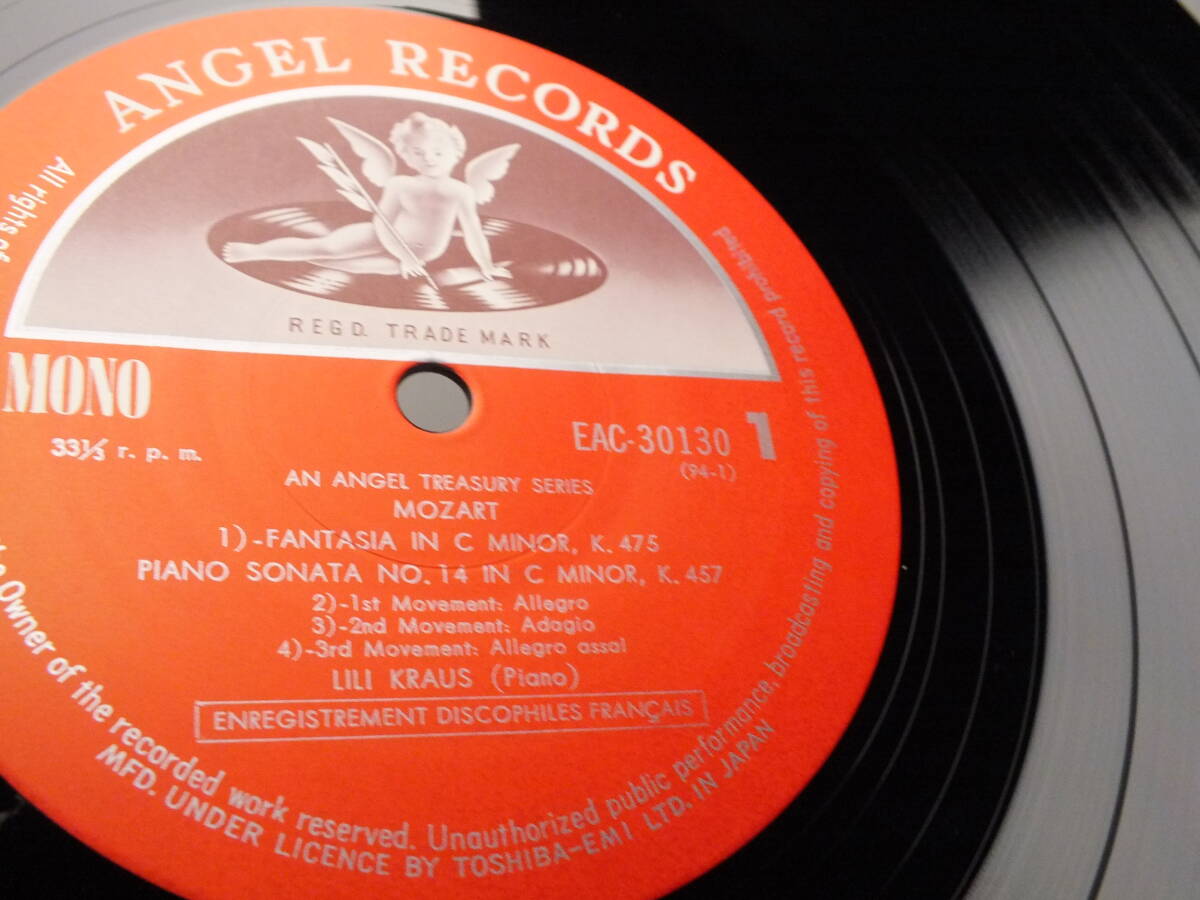 ANGEL RECORDS
REGD. TRADE MARK
MONO
33⅓ r. p. m.
EAC-30130 1
(94-1)
AN ANGEL TREASURY SERIES
MOZART
1)-FANTASIA IN C MINOR, K. 475
PIANO SONATA NO. 14 IN C MINOR, K. 457
2)-1st Movement: Allegro
3)-2nd Movement: Adagio
4)-3rd Movement: Allegro assai
LILI KRAUS (Piano)
ENREGISTREMENT DISCOPHILES FRANÇAIS
All rights of
Owner of the recorded work reserved. Unauthorized public performance, broadcasting and copying of this record prohibited
MFD. UNDER LICENCE BY TOSHIBA-EMI LTD. IN JAPAN